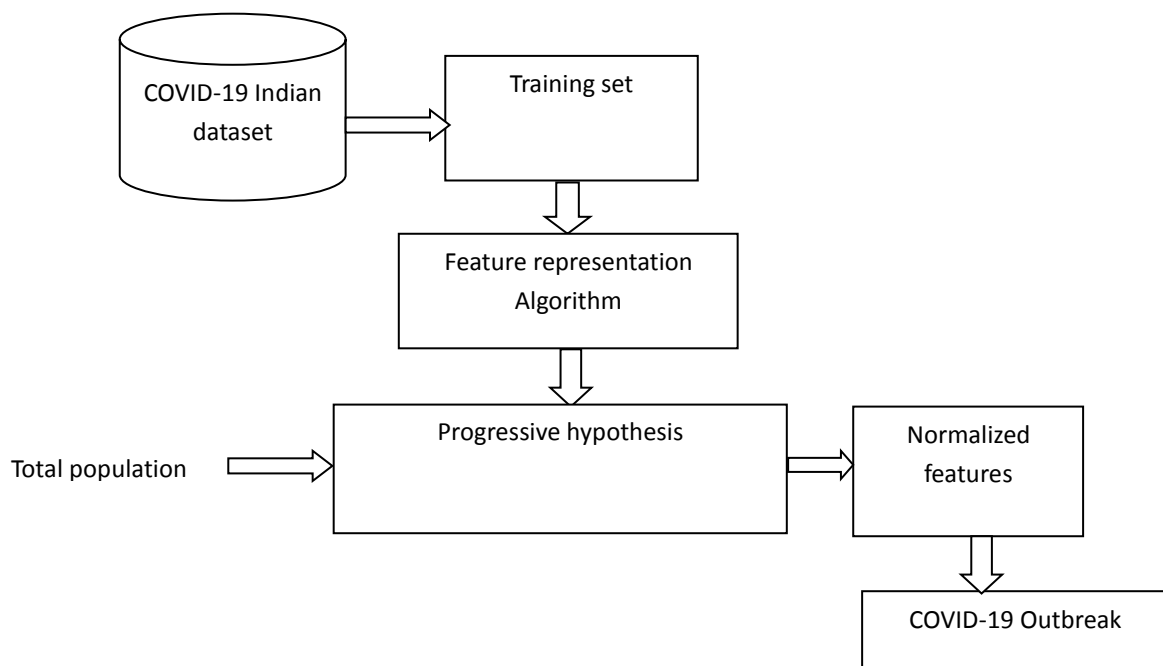 COVID-19 Indian
dataset
Training set
Feature representation
Algorithm
Progressive hypothesis
Total population
Normalized
features
COVID-19 Outbreak